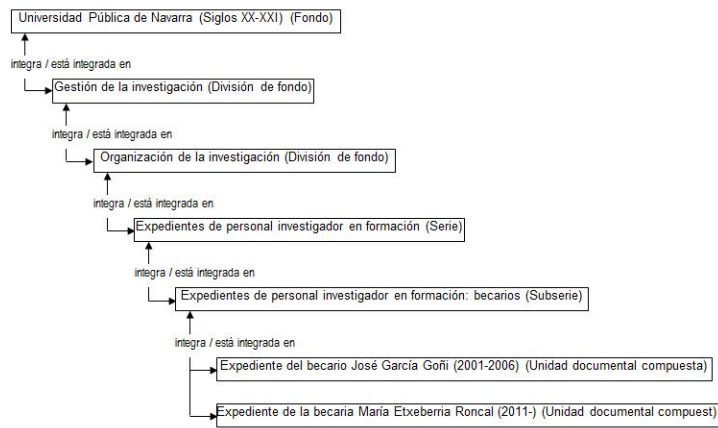 Universidad Pública de Navarra (Siglos XX-XXI) (Fondo)
integra / está integrada en
Gestión de la investigación (División de fondo)
integra / está integrada en
Organización de la investigación (División de fondo)
integra / está integrada en
Expedientes de personal investigador en formación (Serie)
integra / está integrada en
Expedientes de personal investigador en formación: becarios (Subserie)
integra / está integrada en
Expediente del becario José García Goñi (2001-2006) (Unidad documental compuesta)
Expediente de la becaria María Etxeberria Roncal (2011-) (Unidad documental compuest)